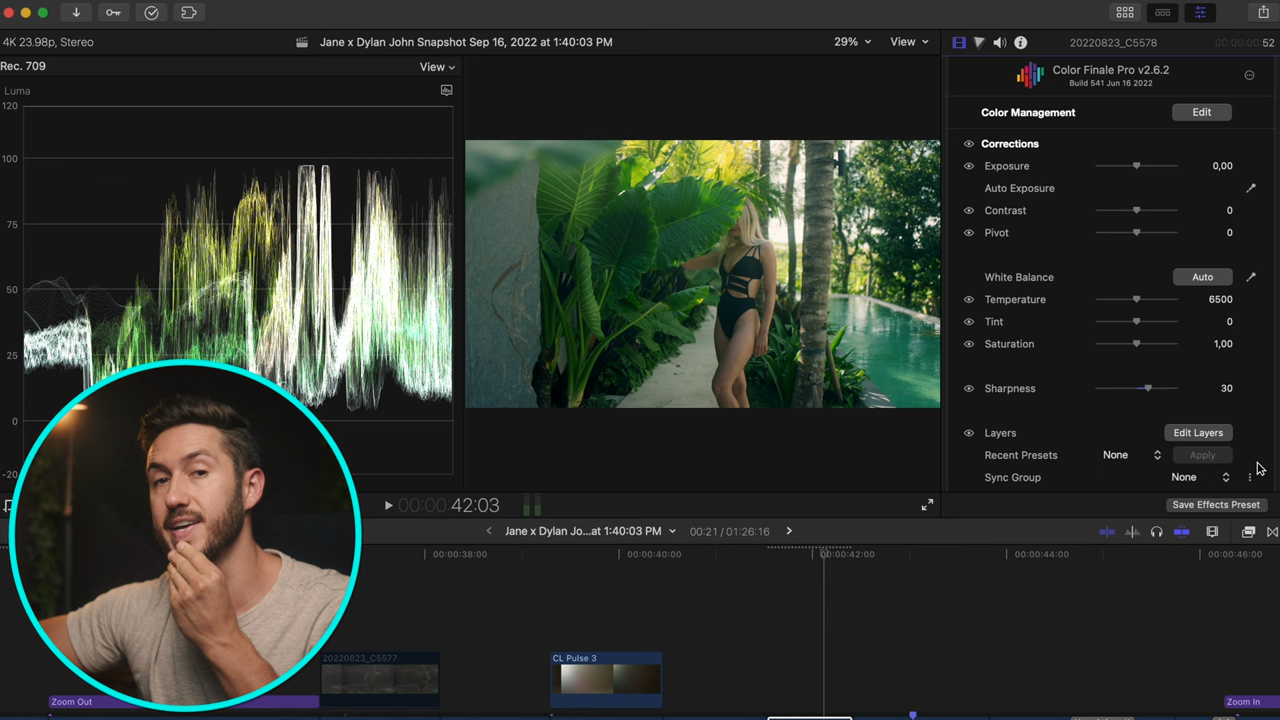 4K 23.98p, Stereo
Jane x Dylan John Snapshot Sep 16, 2022 at 1:40:03 PM
29%
View
20220823_C5578
00:00:00:52
Rec. 709
View
Luma
120
100
75
50
25
0
-20
Color Finale Pro v2.6.2
Build 541 Jun 16 2022
Color Management
Edit
Corrections
Exposure
0,00
Auto Exposure
Contrast
0
Pivot
0
White Balance
Auto
Temperature
6500
Tint
0
Saturation
1,00
Sharpness
30
Layers
Edit Layers
Recent Presets
None
Apply
Sync Group
None
Save Effects Preset
00:00:42:03
Jane x Dylan Jo...at 1:40:03 PM
00:21 / 01:26:16
00:00:38:00
00:00:40:00
00:00:42:00
00:00:44:00
00:00:46:00
20220823_C5577
CL Pulse 3
Zoom Out
Zoom In